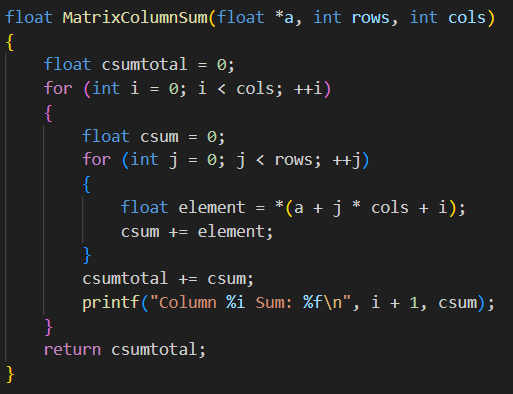 float MatrixColumnSum(float *a, int rows, int cols)
{
    float csumtotal = 0;
    for (int i = 0; i < cols; ++i)
    {
        float csum = 0;
        for (int j = 0; j < rows; ++j)
        {
            float element = *(a + j * cols + i);
            csum += element;
        }
        csumtotal += csum;
        printf("Column %i Sum: %f\n", i + 1, csum);
    }
    return csumtotal;
}